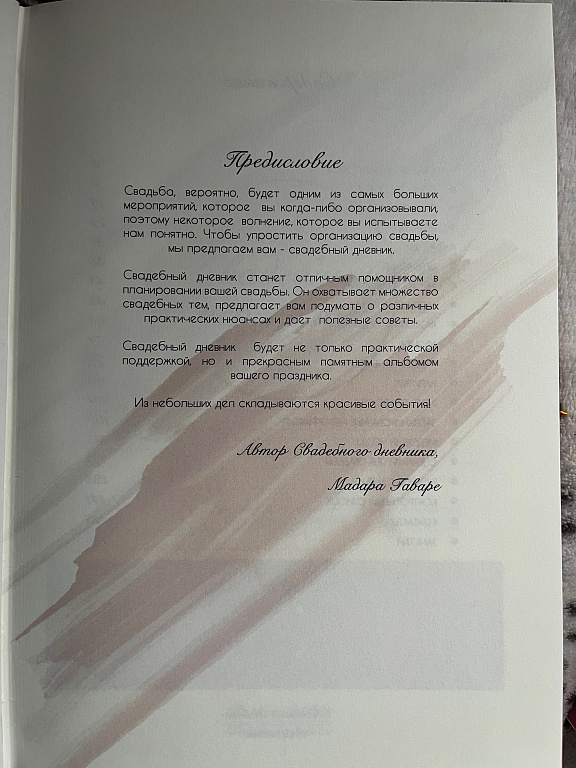 Предисловие
Свадьба, вероятно, будет одним из самых больших
мероприятий, которое вы когда-либо организовывали,
поэтому некоторое волнение, которое вы испытываете
нам понятно. Чтобы упростить организацию свадьбы,
мы предлагаем вам - свадебный дневник.
Свадебный дневник станет отличным помощником в
планировании вашей свадьбы. Он охватывает множество
свадебных тем, предлагает вам подумать о различных
практических нюансах и дает полезные советы.
Свадебный дневник будет не только практической
поддержкой, но и прекрасным памятным альбомом
вашего праздника.
Из небольших дел складываются красивые события!
Автор Свадебного дневника,
Мадара Гаваре